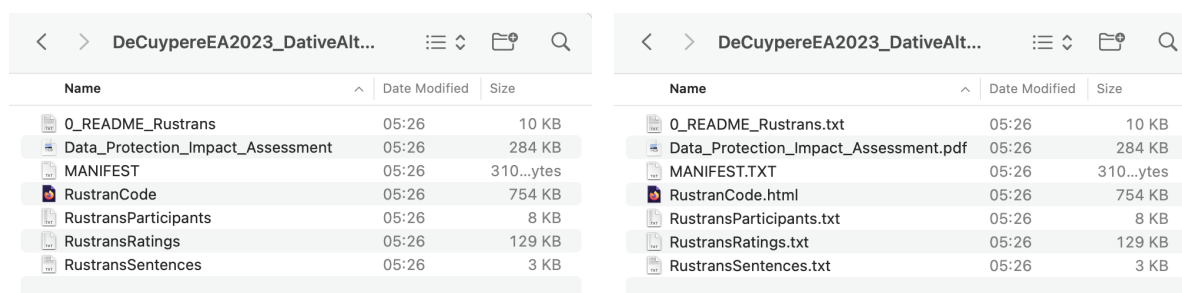 DeCuypereEA2023_DativeAlt...
Name Date Modified Size
0_README_Rustrans 05:26 10 KB
Data_Protection_Impact_Assessment 05:26 284 KB
MANIFEST 05:26 310...ytes
RustranCode 05:26 754 KB
RustransParticipants 05:26 8 KB
RustransRatings 05:26 129 KB
RustransSentences 05:26 3 KB
DeCuypereEA2023_DativeAlt...
Name Date Modified Size
0_README_Rustrans.txt 05:26 10 KB
Data_Protection_Impact_Assessment.pdf 05:26 284 KB
MANIFEST.TXT 05:26 310...ytes
RustranCode.html 05:26 754 KB
RustransParticipants.txt 05:26 8 KB
RustransRatings.txt 05:26 129 KB
RustransSentences.txt 05:26 3 KB